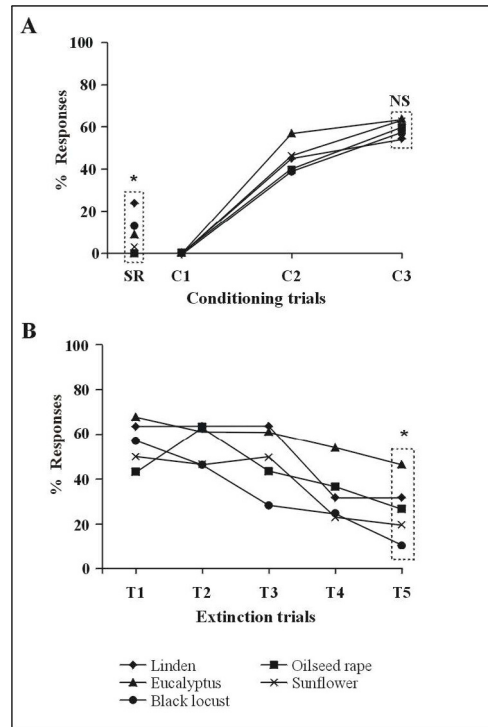 A
100
80
60
40
20
0
% Responses
*
NS
SR C1 C2 C3
Conditioning trials
B
100
80
60
40
20
0
% Responses
*
T1 T2 T3 T4 T5
Extinction trials
Linden Oilseed rape
Eucalyptus Sunflower
Black locust